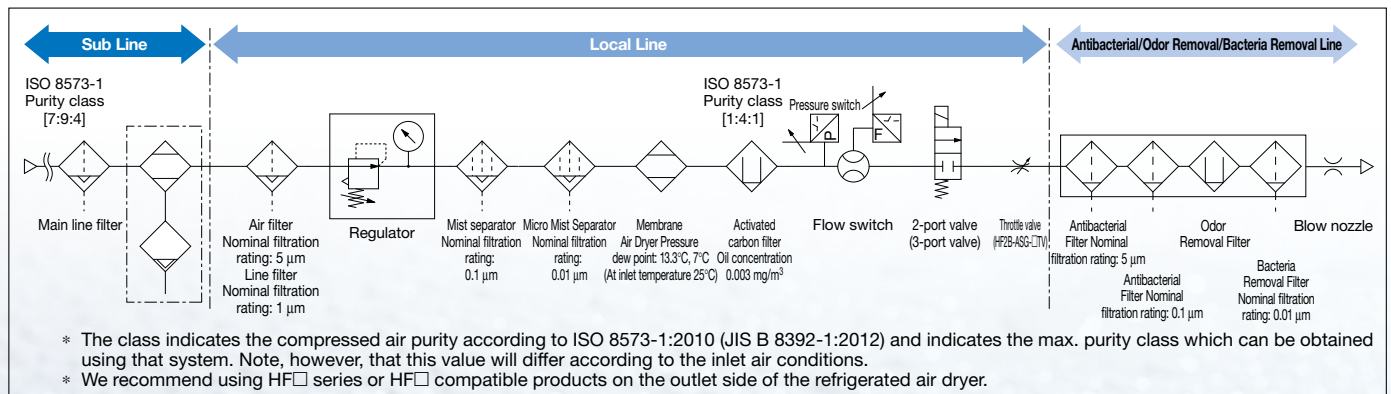 Sub Line
Local Line
Antibacterial/Odor Removal/Bacteria Removal Line
ISO 8573-1
Purity class
[7:9:4]
ISO 8573-1
Purity class
[1:4:1]
Pressure switch
P
F
Main line filter
Air filter
Nominal filtration
rating: 5 µm
Line filter
Nominal filtration
rating: 1 µm
Regulator
Mist separator
Nominal filtration
rating:
0.1 µm
Micro Mist Separator
Nominal filtration
rating:
0.01 µm
Membrane
Air Dryer Pressure
dew point: 13.3°C, 7°C
(At inlet temperature 25°C)
Activated
carbon filter
Oil concentration
0.003 mg/m³
Flow switch
2-port valve
(3-port valve)
Throttle valve
(HF2B-ASG-□TV)
Antibacterial
Filter Nominal
filtration rating: 5 µm
Antibacterial
Filter Nominal
filtration rating: 0.1 µm
Odor
Removal Filter
Bacteria
Removal Filter
Nominal filtration
rating: 0.01 µm
Blow nozzle
* The class indicates the compressed air purity according to ISO 8573-1:2010 (JIS B 8392-1:2012) and indicates the max. purity class which can be obtained
using that system. Note, however, that this value will differ according to the inlet air conditions.
* We recommend using HF□ series or HF□ compatible products on the outlet side of the refrigerated air dryer.